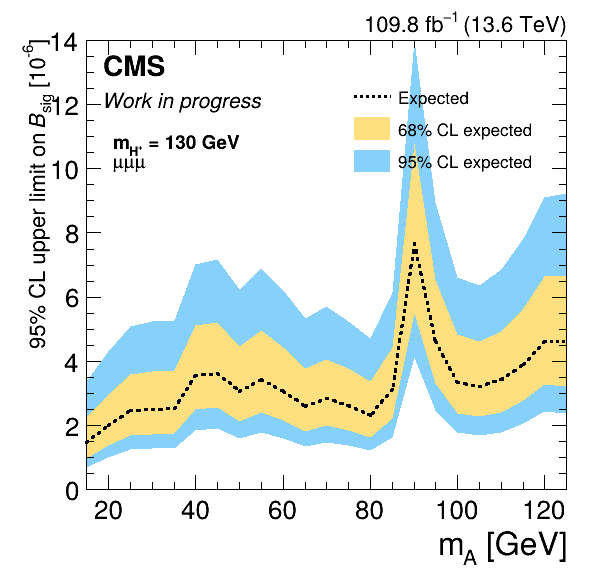 109.8 fb⁻¹ (13.6 TeV)
95% CL upper limit on B_sig [10⁻⁶]
CMS
Work in progress
m_H⁺ = 130 GeV
μμμ
Expected
68% CL expected
95% CL expected
14
12
10
8
6
4
2
0
20 40 60 80 100 120
m_A [GeV]